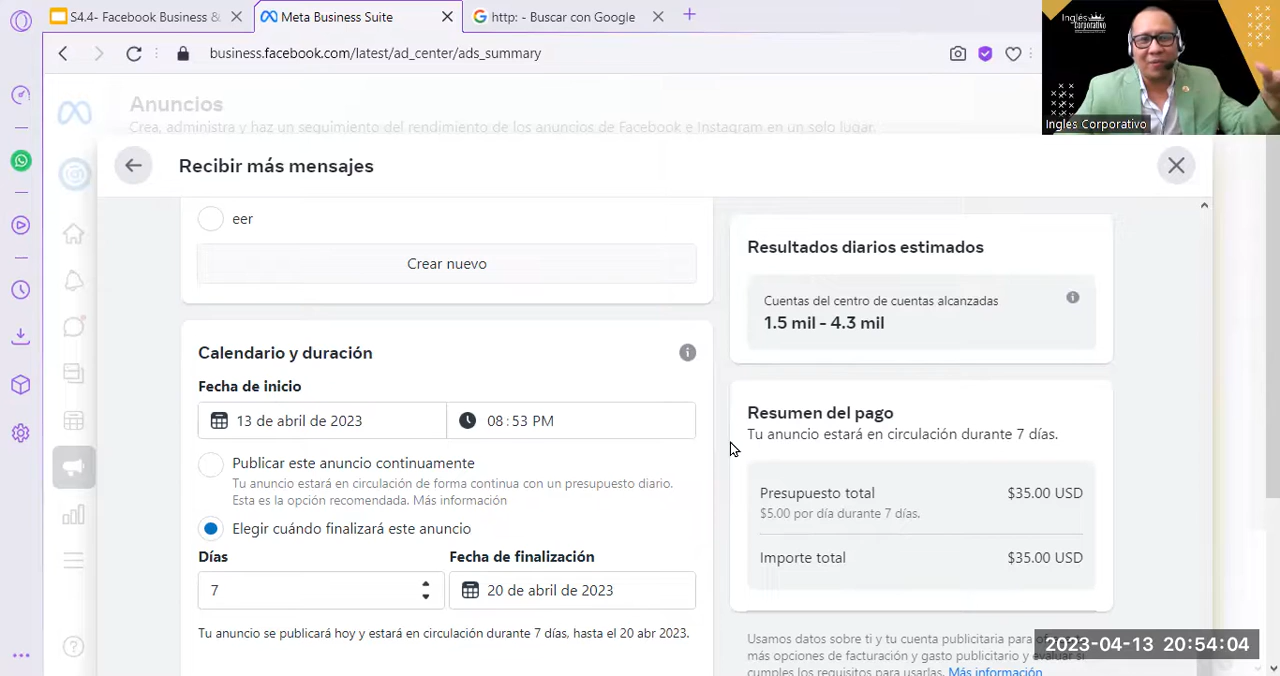 S4.4- Facebook Business &
Meta Business Suite
http: - Buscar con Google
business.facebook.com/latest/ad_center/ads_summary
Inglés
Corporativo
Inglés Corporativo
Anuncios
Crea, administra y haz un seguimiento del rendimiento de los anuncios de Facebook e Instagram en un solo lugar.
Recibir más mensajes
eer
Crear nuevo
Calendario y duración
Fecha de inicio
13 de abril de 2023
08:53 PM
Publicar este anuncio continuamente
Tu anuncio estará en circulación de forma continua con un presupuesto diario.
Esta es la opción recomendada. Más información
Elegir cuándo finalizará este anuncio
Días
Fecha de finalización
7
20 de abril de 2023
Tu anuncio se publicará hoy y estará en circulación durante 7 días, hasta el 20 abr 2023.
Resultados diarios estimados
Cuentas del centro de cuentas alcanzadas
1.5 mil - 4.3 mil
Resumen del pago
Tu anuncio estará en circulación durante 7 días.
Presupuesto total
$35.00 USD
$5.00 por día durante 7 días.
Importe total
$35.00 USD
Usamos datos sobre ti y tu cuenta publicitaria para
más opciones de facturación y gasto publicitario y
cumples los requisitos para usarlas. Más información
2023-04-13 20:54:04